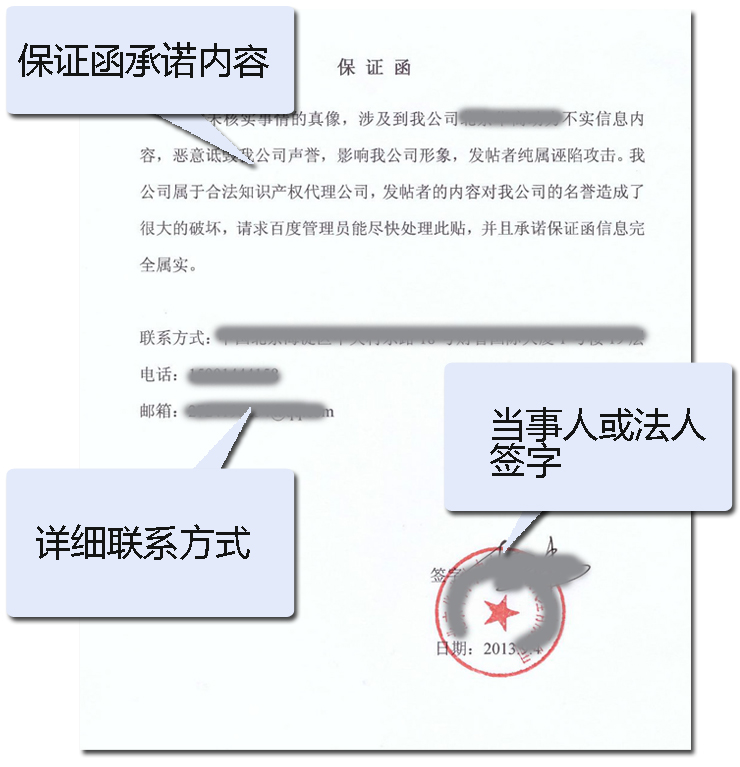 保证函承诺内容
保 证 函
未核实事情的真像，涉及到我公司 不实信息内
容，恶意诋毁我公司声誉，影响我公司形象，发帖者纯属诬陷攻击。我
公司属于合法知识产权代理公司，发帖者的内容对我公司的名誉造成了
很大的破坏，请求百度管理员能尽快处理此贴，并且承诺保证函信息完
全属实。
联系方式：
电话：
邮箱：
当事人或法人
签字
详细联系方式
签字
日期：2013.